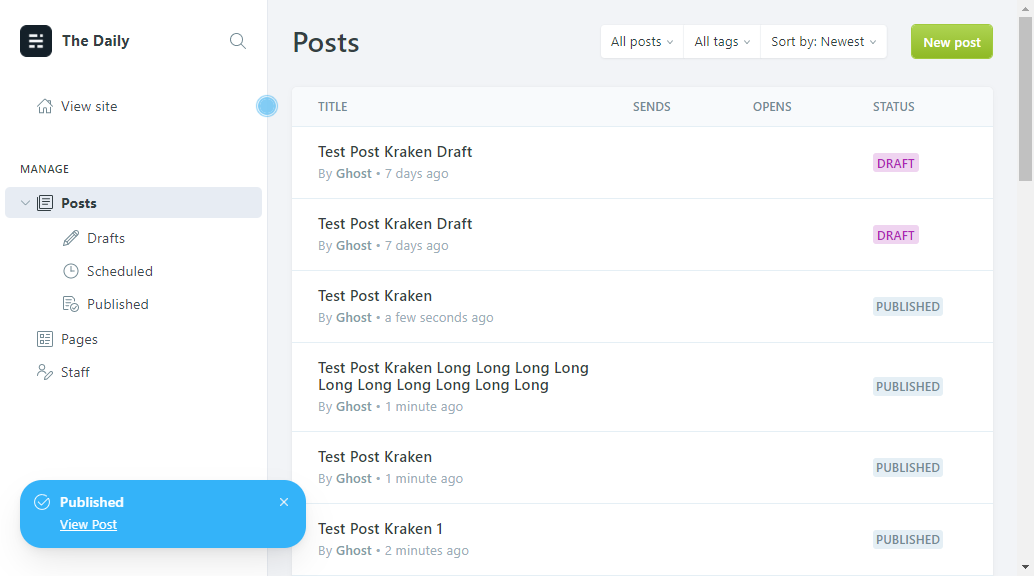 The Daily
View site
MANAGE
Posts
Drafts
Scheduled
Published
Pages
Staff
Published
View Post
Posts
All posts
All tags
Sort by: Newest
New post
TITLE SENDS OPENS STATUS
Test Post Kraken Draft
By Ghost • 7 days ago
DRAFT
Test Post Kraken Draft
By Ghost • 7 days ago
DRAFT
Test Post Kraken
By Ghost • a few seconds ago
PUBLISHED
Test Post Kraken Long Long Long Long
Long Long Long Long Long Long
By Ghost • 1 minute ago
PUBLISHED
Test Post Kraken
By Ghost • 1 minute ago
PUBLISHED
Test Post Kraken 1
By Ghost • 2 minutes ago
PUBLISHED